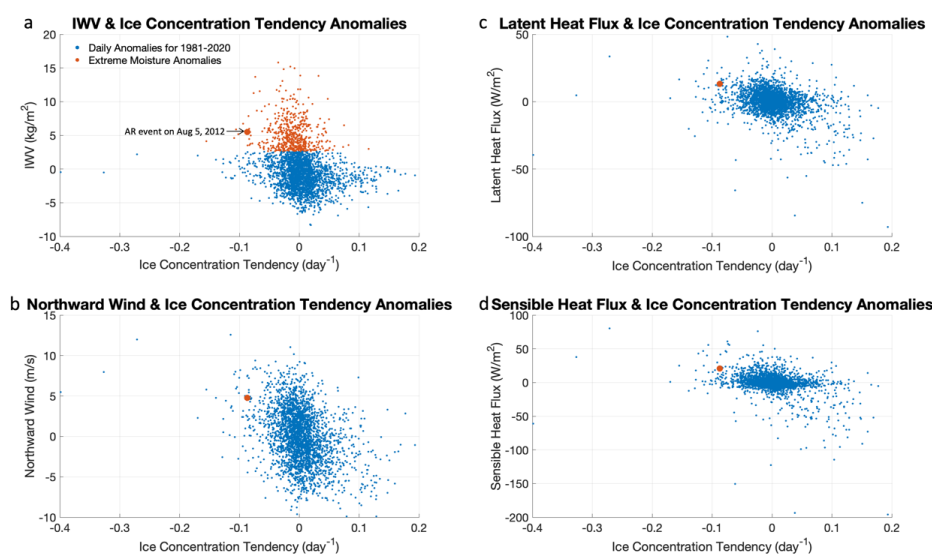 a
IWV & Ice Concentration Tendency Anomalies
20
15
10
5
0
-5
-10
IWV (kg/m²)
Daily Anomalies for 1981-2020
Extreme Moisture Anomalies
AR event on Aug 5, 2012
-0.4 -0.3 -0.2 -0.1 0 0.1 0.2
Ice Concentration Tendency (day⁻¹)
c
Latent Heat Flux & Ice Concentration Tendency Anomalies
50
0
-50
-100
Latent Heat Flux (W/m²)
-0.4 -0.3 -0.2 -0.1 0 0.1 0.2
Ice Concentration Tendency (day⁻¹)
b
Northward Wind & Ice Concentration Tendency Anomalies
15
10
5
0
-5
-10
Northward Wind (m/s)
-0.4 -0.3 -0.2 -0.1 0 0.1 0.2
Ice Concentration Tendency (day⁻¹)
d
Sensible Heat Flux & Ice Concentration Tendency Anomalies
100
50
0
-50
-100
-150
-200
Sensible Heat Flux (W/m²)
-0.4 -0.3 -0.2 -0.1 0 0.1 0.2
Ice Concentration Tendency (day⁻¹)